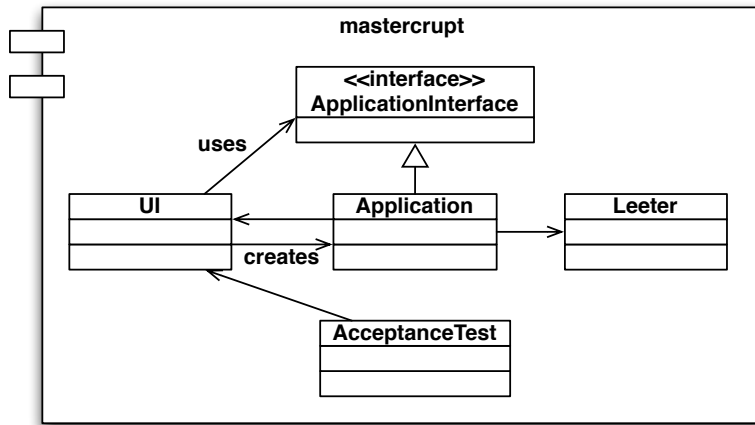 mastercrupt
<<interface>>
ApplicationInterface
uses
UI
Application
Leeter
creates
AcceptanceTest